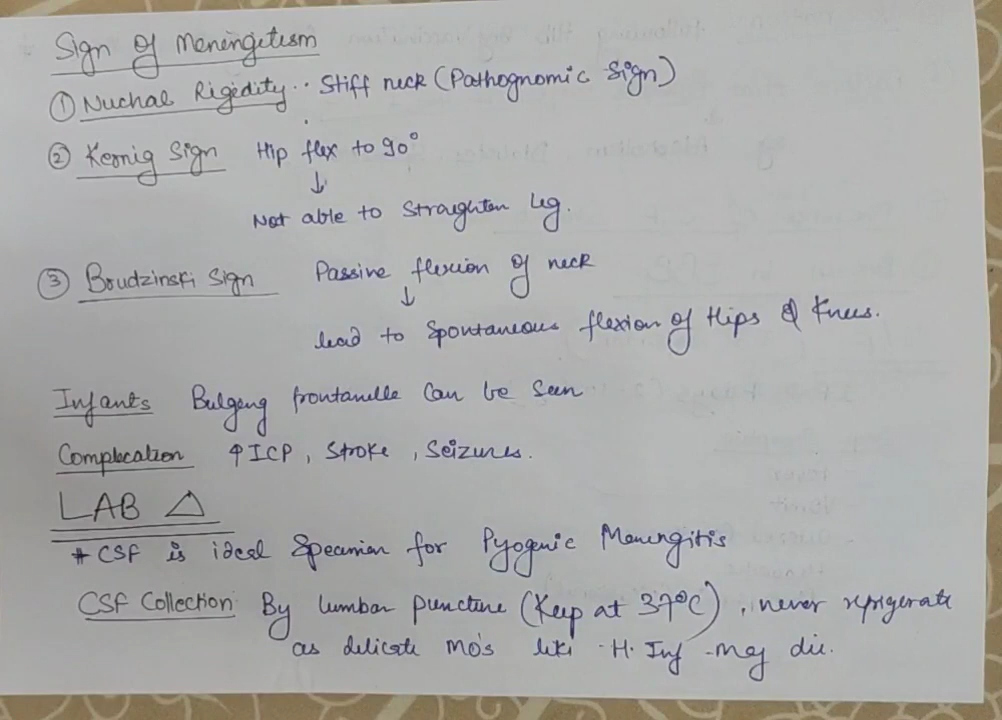 Sign of Meningitism
① Nuchal Rigidity.. Stiff neck (Pathognomic Sign)
② Kernig Sign Hip flex to 90°
↓
Not able to Straighten leg.
③ Brudzinski Sign Passive flexion of neck
↓
lead to Spontaneous flexion of Hips & Knees.
Infants Bulging frontanelle Can be Seen
Complication ↑ICP, Stroke, Seizures.
LAB △
* CSF is ideal Specimen for Pyogenic Meningitis
CSF Collection: By lumbar puncture (Keep at 37°C), never refrigerate
as delicate MO's like H. Inf may die.